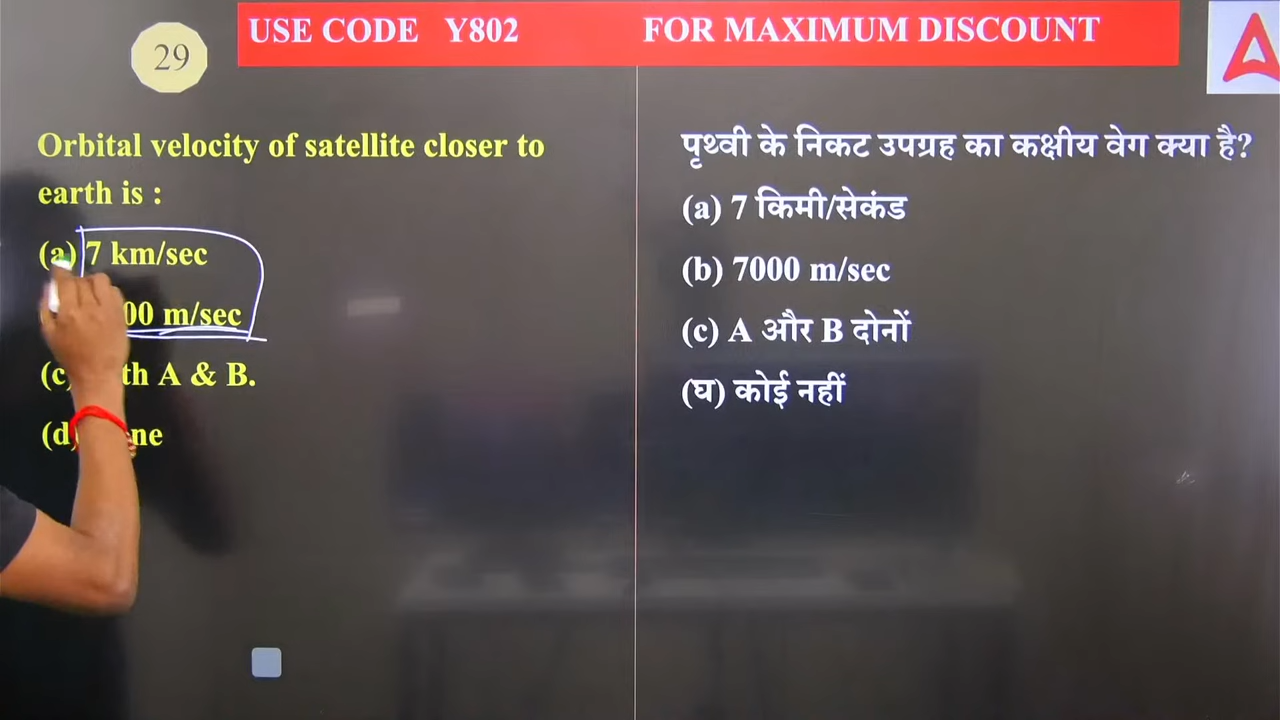 USE CODE Y802 FOR MAXIMUM DISCOUNT
29
Orbital velocity of satellite closer to
earth is :
(a) 7 km/sec
00 m/sec
(c) th A & B.
(d) ne
पृथ्वी के निकट उपग्रह का कक्षीय वेग क्या है?
(a) 7 किमी/सेकंड
(b) 7000 m/sec
(c) A और B दोनों
(घ) कोई नहीं